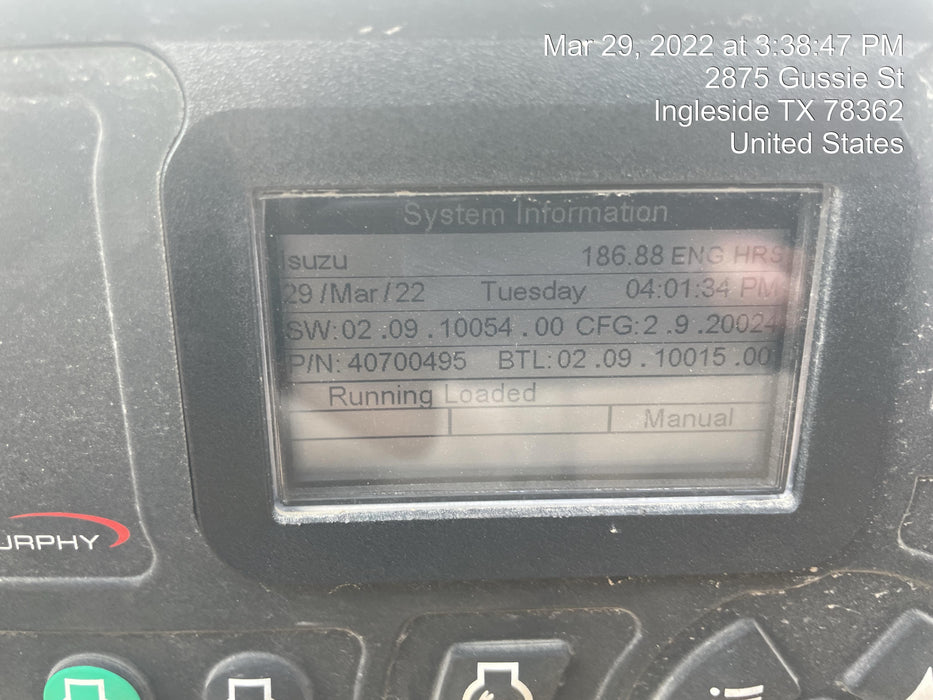 Mar 29, 2022 at 3:38:47 PM
2875 Gussie St
Ingleside TX 78362
United States
System Information
Isuzu 186.88 ENG HRS
29/Mar/22 Tuesday 04:01:34 PM
SW:02.09.10054.00 CFG:2.9.20024
P/N:40700495 BTL:02.09.10015.00
Running Loaded
Manual
URPHY